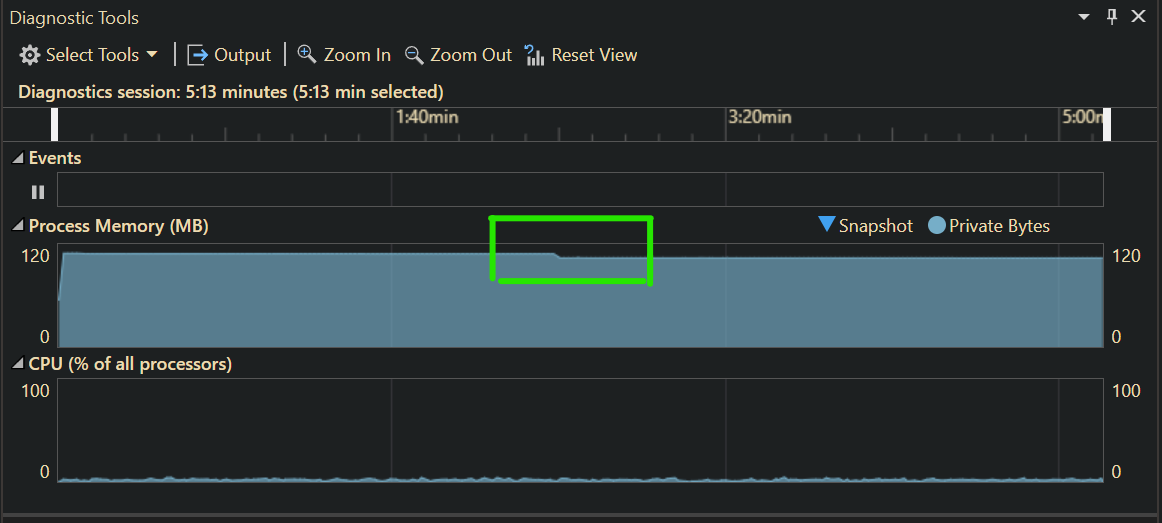 Diagnostic Tools
Select Tools Output Zoom In Zoom Out Reset View
Diagnostics session: 5:13 minutes (5:13 min selected)
1:40min 3:20min 5:00m
Events
Process Memory (MB) Snapshot Private Bytes
120 120
0 0
CPU (% of all processors)
100 100
0 0